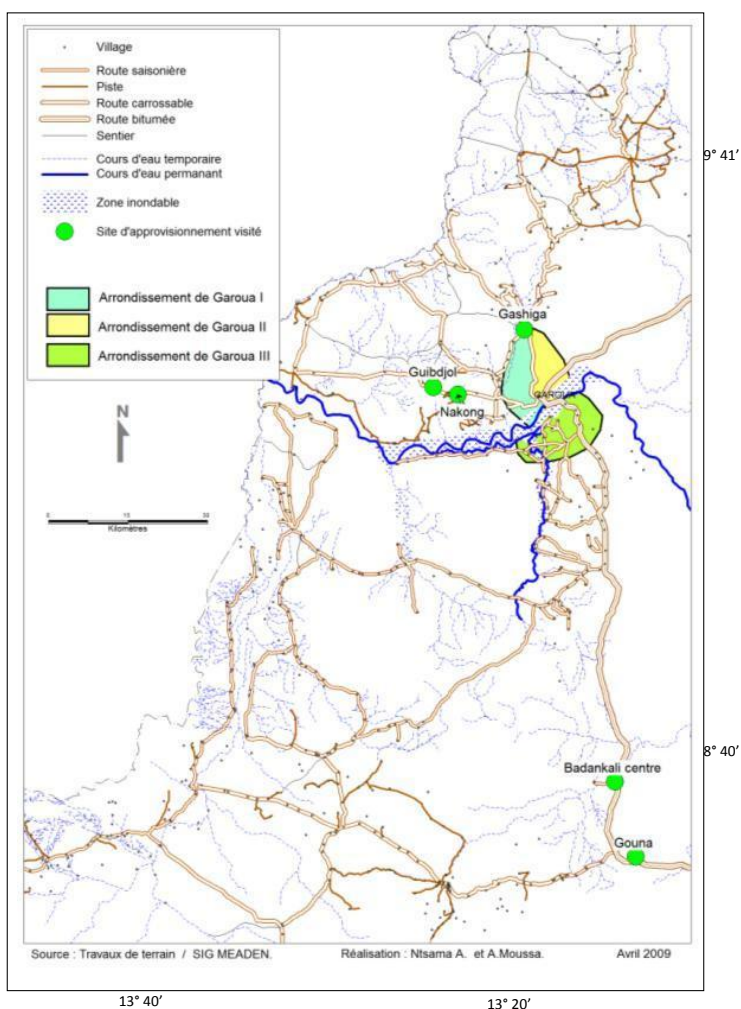 Village
Route saisonière
Piste
Route carrossable
Route bitumée
Sentier
Cours d'eau temporaire
Cours d'eau permanant
Zone inondable
Site d'approvisionnement visité
Arrondissement de Garoua I
Arrondissement de Garoua II
Arrondissement de Garoua III
9° 41’
Gashiga
Guibdjol
GAROUA
Nakong
N
0 15 30
Kilomètres
8° 40’
Badankali centre
Gouna
Source : Travaux de terrain / SIG MEADEN. Réalisation : Ntsama A. et A.Moussa. Avril 2009
13° 40’ 13° 20’